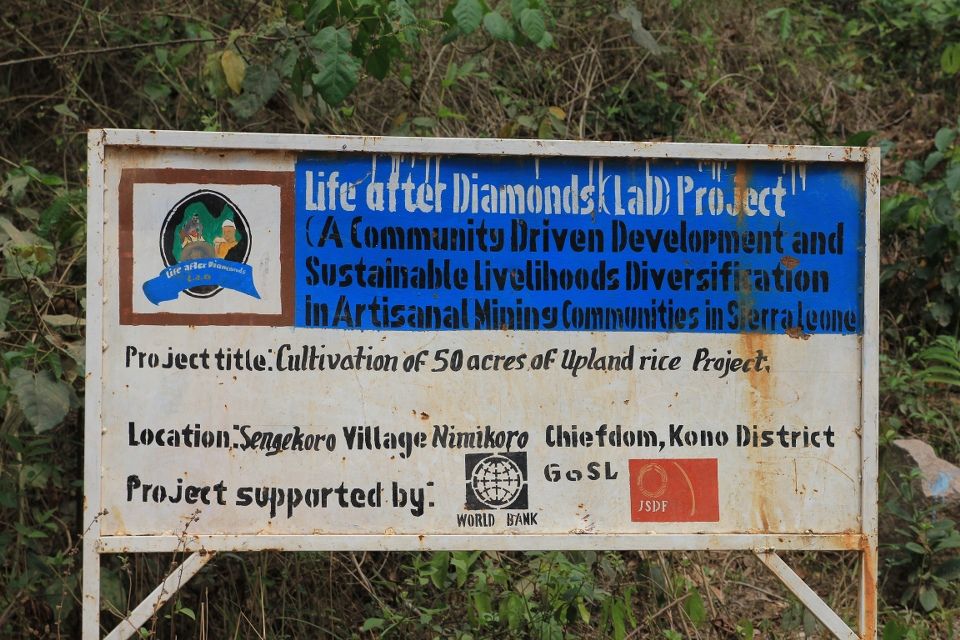 Life after Diamonds (LaD) Project
(A Community Driven Development and
Sustainable Livelihoods Diversification
in Artisanal Mining Communities in Sierra Leone
Life after Diamonds
L.a.D
Project title: Cultivation of 50 acres of Upland rice Project.
Location: Sengekoro Village Nimikoro Chiefdom, Kono District
Project supported by:
WORLD BANK
GoSL
JSDF